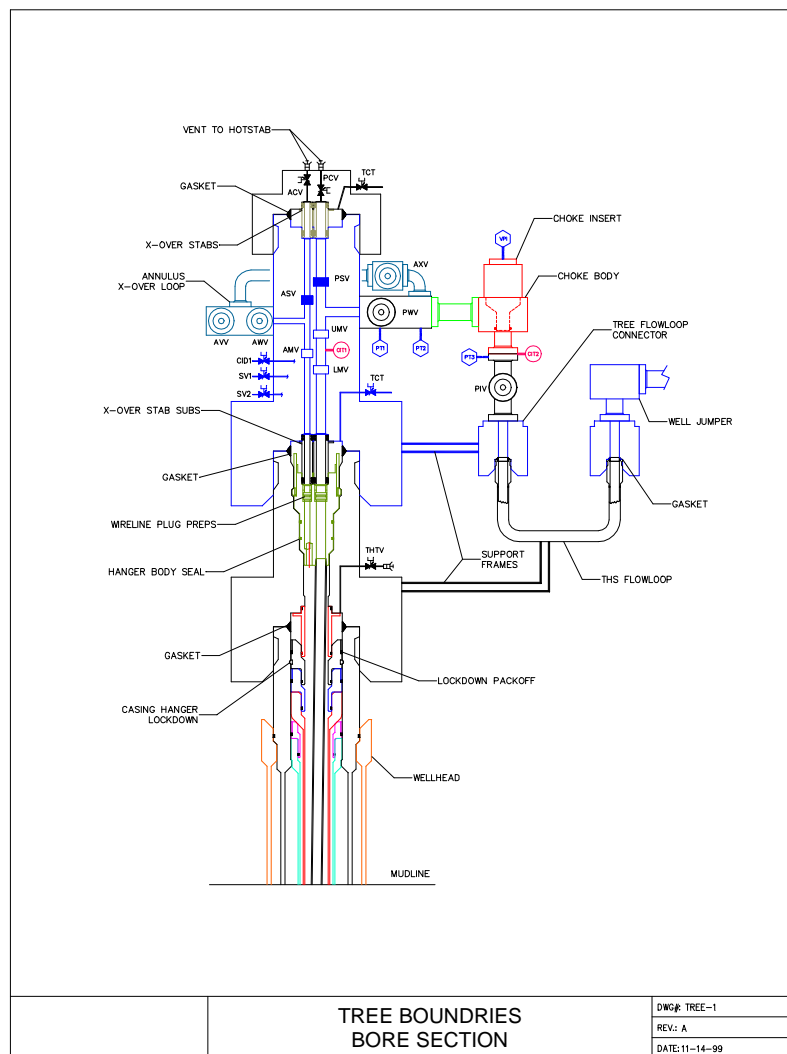 VENT TO HOTSTAB
TCT
PCV
ACV
GASKET
X-OVER STABS
CHOKE INSERT
VPI
AXV
CHOKE BODY
ANNULUS
X-OVER LOOP
PSV
ASV
PWV
TREE FLOWLOOP
CONNECTOR
AVV
AWV
UMV
PT1
PT2
CIT1
PT3
CIT2
AMV
CID1
SV1
SV2
LMV
TCT
PIV
X-OVER STAB SUBS
WELL JUMPER
GASKET
GASKET
WIRELINE PLUG PREPS
HANGER BODY SEAL
THTV
SUPPORT
FRAMES
THS FLOWLOOP
GASKET
LOCKDOWN PACKOFF
CASING HANGER
LOCKDOWN
WELLHEAD
MUDLINE
TREE BOUNDRIES
BORE SECTION
DWG#: TREE-1
REV.: A
DATE:11-14-99